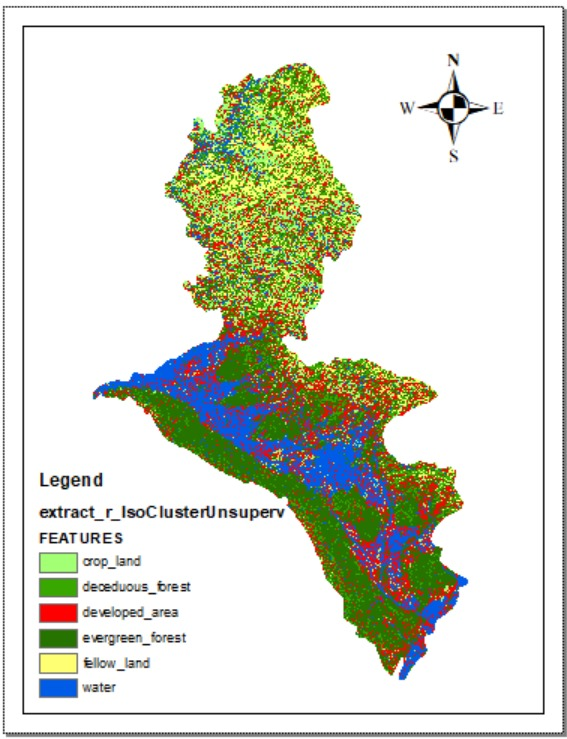 N
W E
S
Legend
extract_r_IsoClusterUnsuperv
FEATURES
crop_land
deceduous_forest
developed_area
evergreen_forest
fellow_land
water